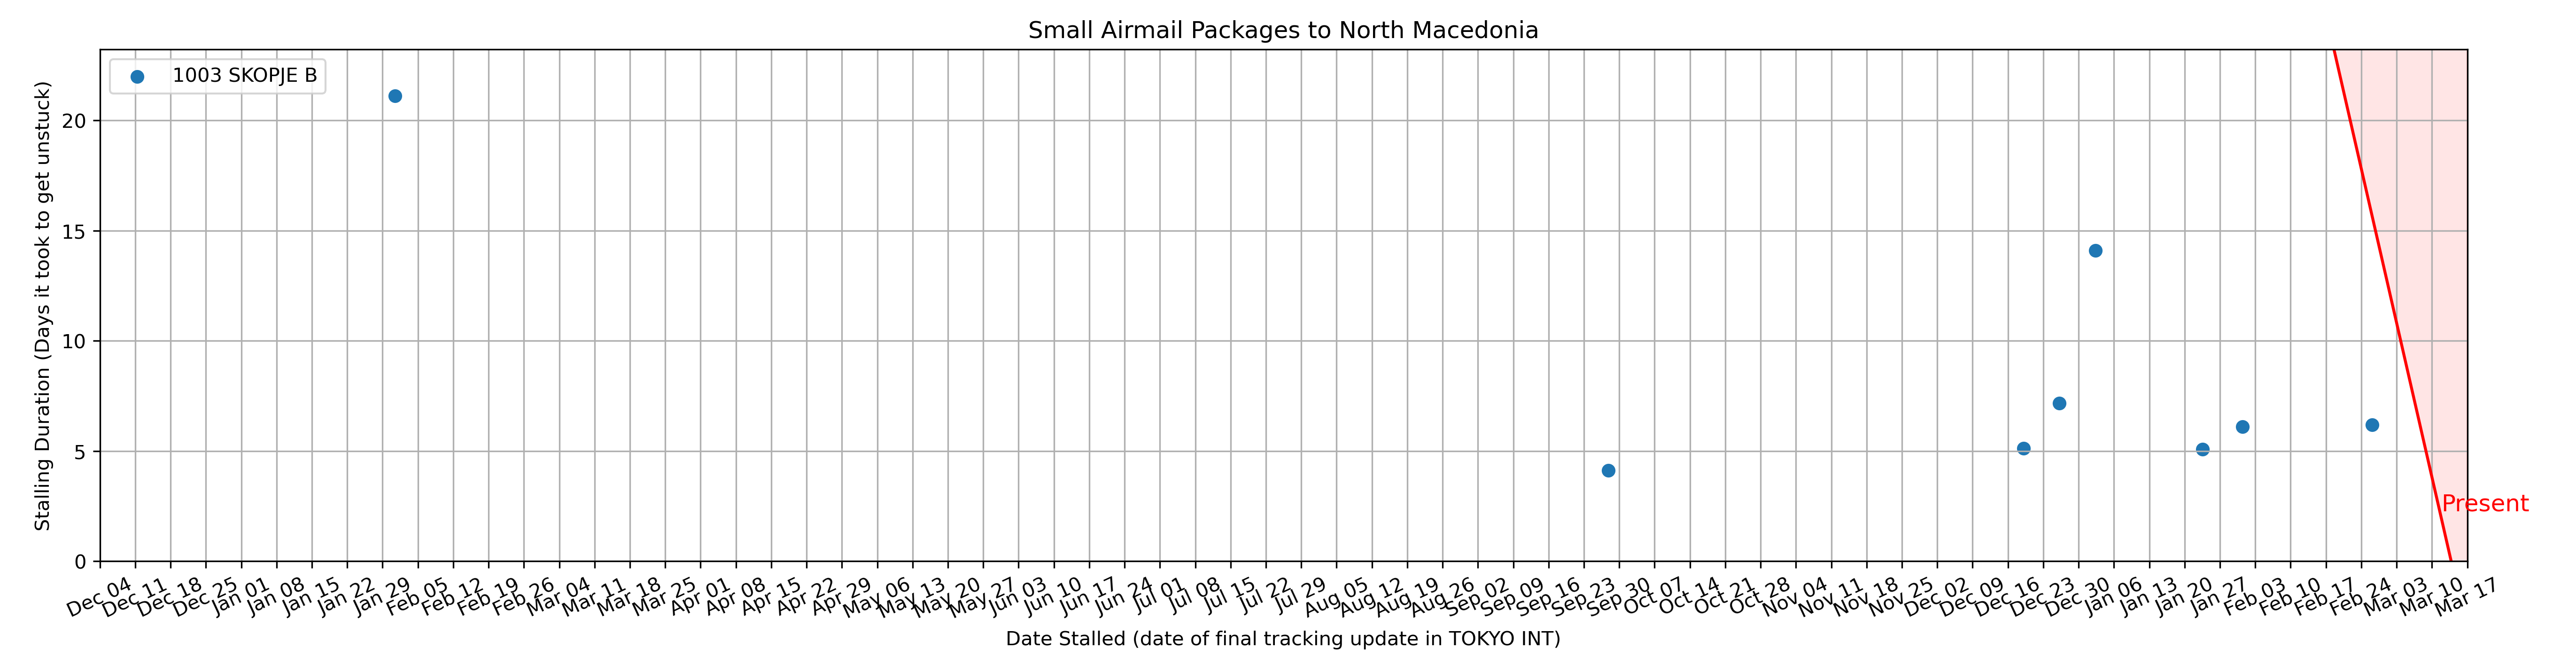 Small Airmail Packages to North Macedonia
1003 SKOPJE B
Stalling Duration (Days it took to get unstuck)
20
15
10
5
0
Present
Dec 04 Dec 11 Dec 18 Dec 25 Jan 01 Jan 08 Jan 15 Jan 22 Jan 29 Feb 05 Feb 12 Feb 19 Feb 26 Mar 04 Mar 11 Mar 18 Mar 25 Apr 01 Apr 08 Apr 15 Apr 22 Apr 29 May 06 May 13 May 20 May 27 Jun 03 Jun 10 Jun 17 Jun 24 Jul 01 Jul 08 Jul 15 Jul 22 Jul 29 Aug 05 Aug 12 Aug 19 Aug 26 Sep 02 Sep 09 Sep 16 Sep 23 Sep 30 Oct 07 Oct 14 Oct 21 Oct 28 Nov 04 Nov 11 Nov 18 Nov 25 Dec 02 Dec 09 Dec 16 Dec 23 Dec 30 Jan 06 Jan 13 Jan 20 Jan 27 Feb 03 Feb 10 Feb 17 Feb 24 Mar 03 Mar 10 Mar 17
Date Stalled (date of final tracking update in TOKYO INT)